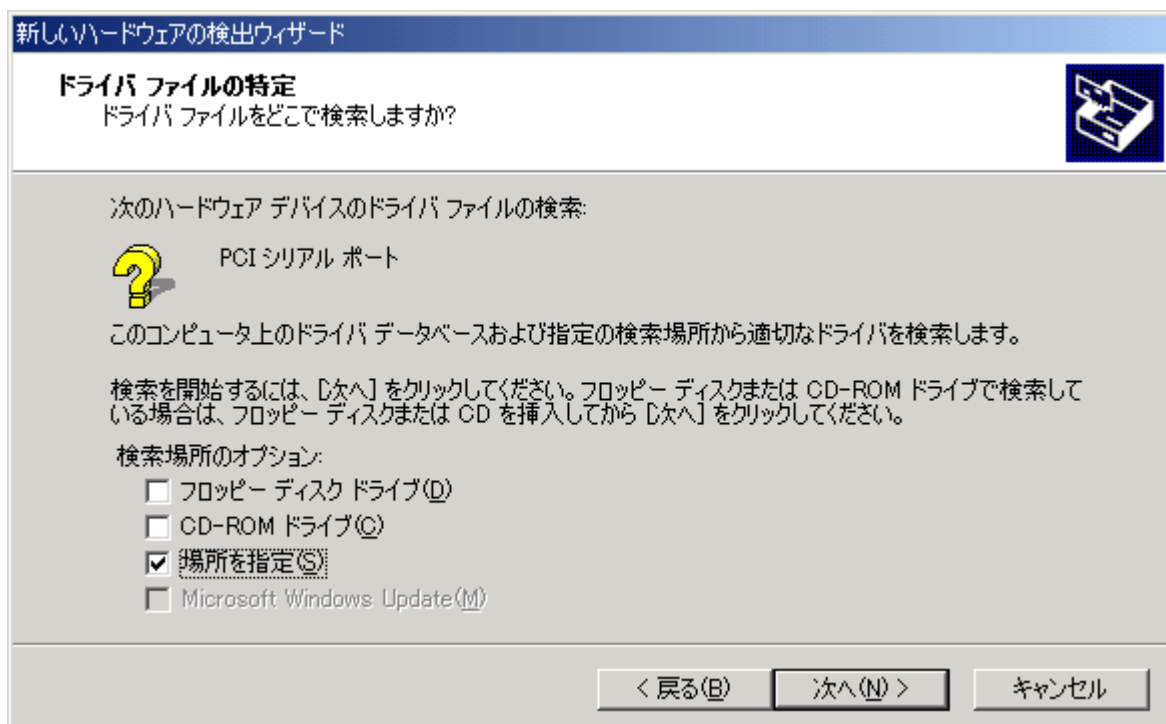 新しいハードウェアの検出ウィザード
ドライバ ファイルの特定
ドライバ ファイルをどこで検索しますか?
次のハードウェア デバイスのドライバ ファイルの検索:
PCI シリアル ポート
このコンピュータ上のドライバ データベースおよび指定の検索場所から適切なドライバを検索します。
検索を開始するには、[次へ] をクリックしてください。フロッピー ディスクまたは CD-ROM ドライブで検索して
いる場合は、フロッピー ディスクまたは CD を挿入してから [次へ] をクリックしてください。
検索場所のオプション:
フロッピー ディスク ドライブ(D)
CD-ROM ドライブ(C)
場所を指定(S)
Microsoft Windows Update(M)
< 戻る(B) 次へ(N) > キャンセル